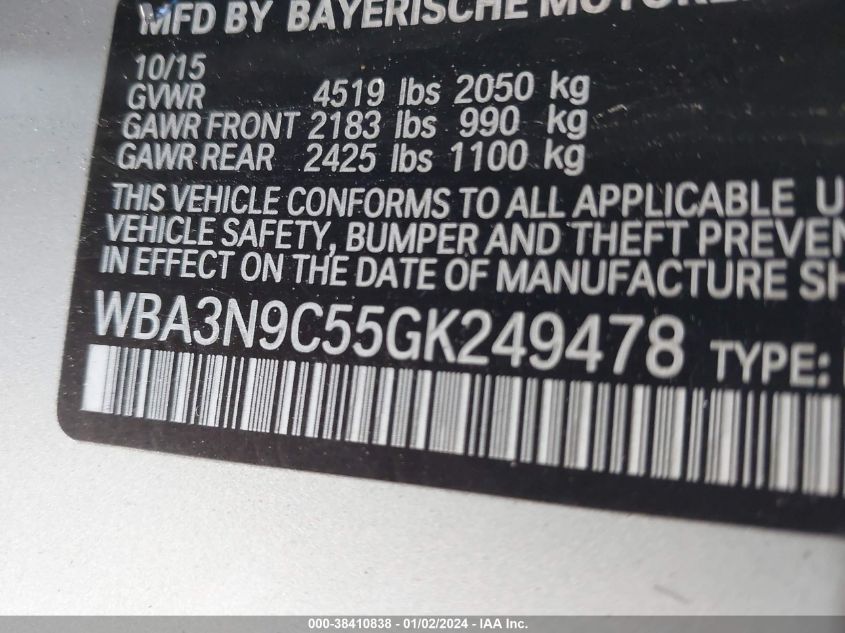 MFD BY BAYERISCHE
10/15
GVWR 4519 lbs 2050 kg
GAWR FRONT 2183 lbs 990 kg
GAWR REAR 2425 lbs 1100 kg
THIS VEHICLE CONFORMS TO ALL APPLICABLE U
VEHICLE SAFETY, BUMPER AND THEFT PREVEN
IN EFFECT ON THE DATE OF MANUFACTURE SH
WBA3N9C55GK249478 TYPE:
000-38410838 - 01/02/2024 - IAA Inc.